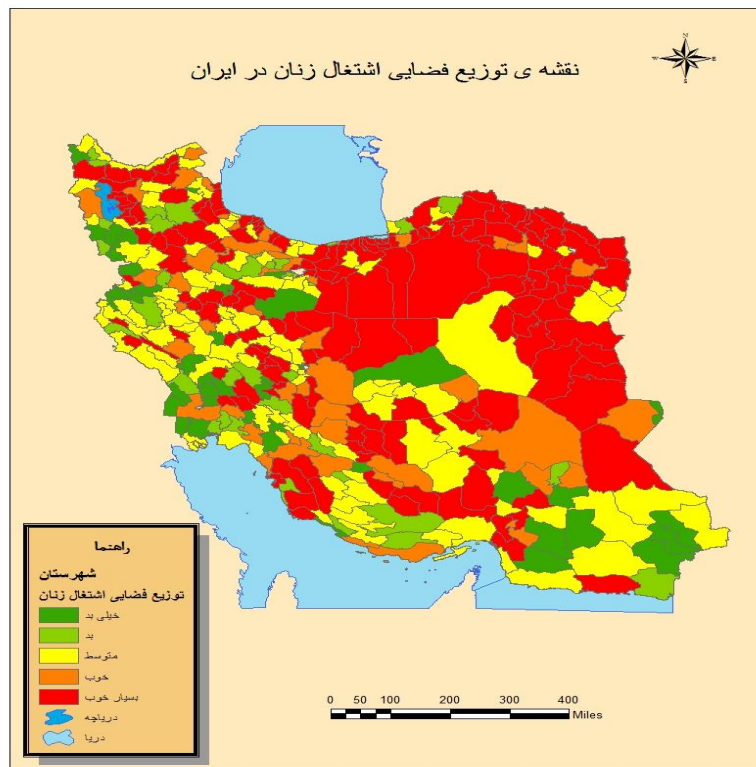 نقشه ی توزیع فضایی اشتغال زنان در ایران
N
W E
S
راهنما
شهرستان
توزیع فضایی اشتغال زنان
خیلی بد
بد
متوسط
خوب
بسیار خوب
دریاچه
دریا
0 50 100 200 300 400
Miles